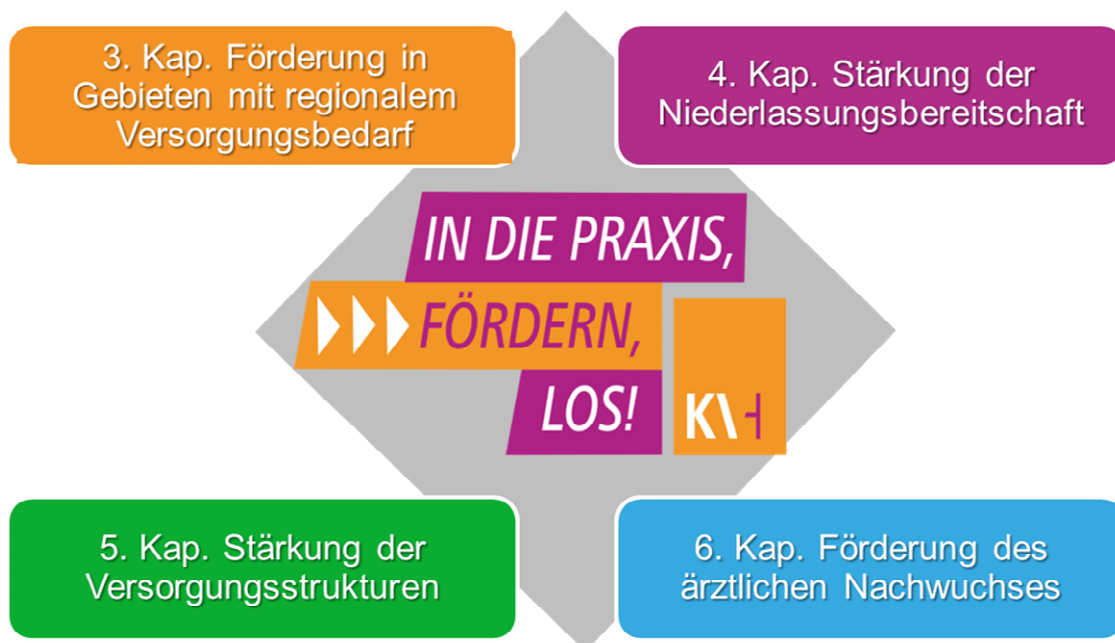 3. Kap. Förderung in
Gebieten mit regionalem
Versorgungsbedarf
4. Kap. Stärkung der
Niederlassungsbereitschaft
IN DIE PRAXIS,
FÖRDERN,
LOS!
KVH
5. Kap. Stärkung der
Versorgungsstrukturen
6. Kap. Förderung des
ärztlichen Nachwuchses